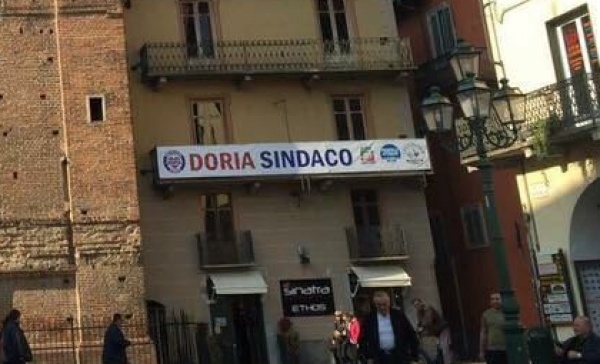 DORIA SINDACO
sinatra
ETHOS